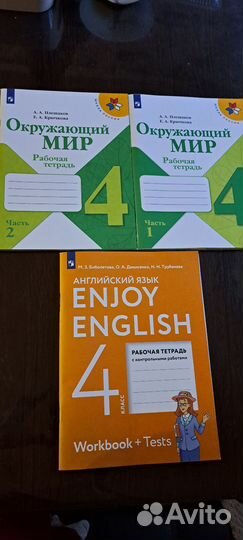 А. А. Плешаков
Е. А. Крючкова
Окружающий
МИР
Рабочая тетрадь
4
Часть
2
А. А. Плешаков
Е. А. Крючкова
Окружающий
МИР
Рабочая тетрадь
4
Часть
1
М. З. Биболетова, О. А. Денисенко, Н. Н. Трубанева
АНГЛИЙСКИЙ ЯЗЫК
ENJOY
ENGLISH
4
КЛАСС
РАБОЧАЯ ТЕТРАДЬ
с контрольными работами
Workbook + Tests
Avito